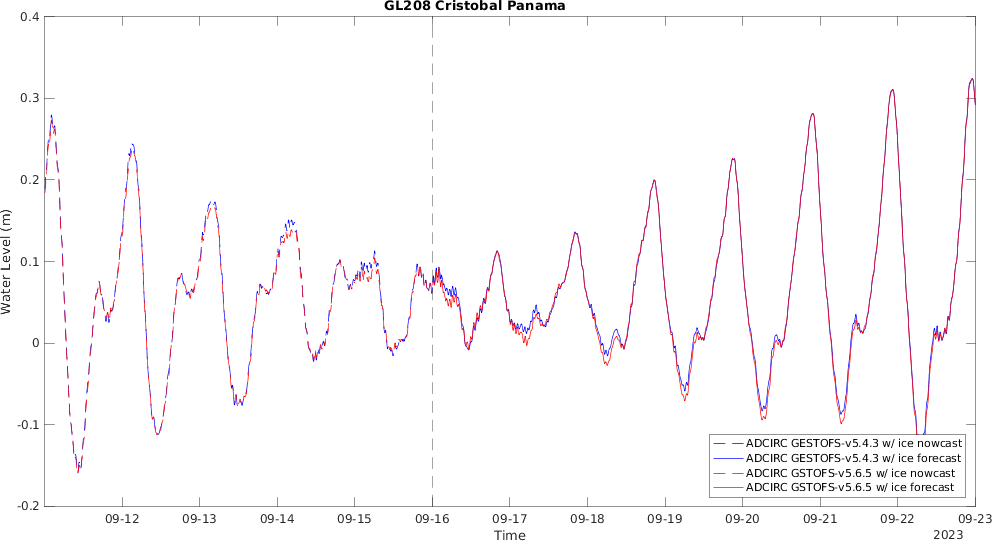 GL208 Cristobal Panama
0.4
0.3
0.2
0.1
0
-0.1
-0.2
Water Level (m)
ADCIRC GESTOFS-v5.4.3 w/ ice nowcast
ADCIRC GESTOFS-v5.4.3 w/ ice forecast
ADCIRC GSTOFS-v5.6.5 w/ ice nowcast
ADCIRC GSTOFS-v5.6.5 w/ ice forecast
09-12 09-13 09-14 09-15 09-16 09-17 09-18 09-19 09-20 09-21 09-22 09-23
Time
2023